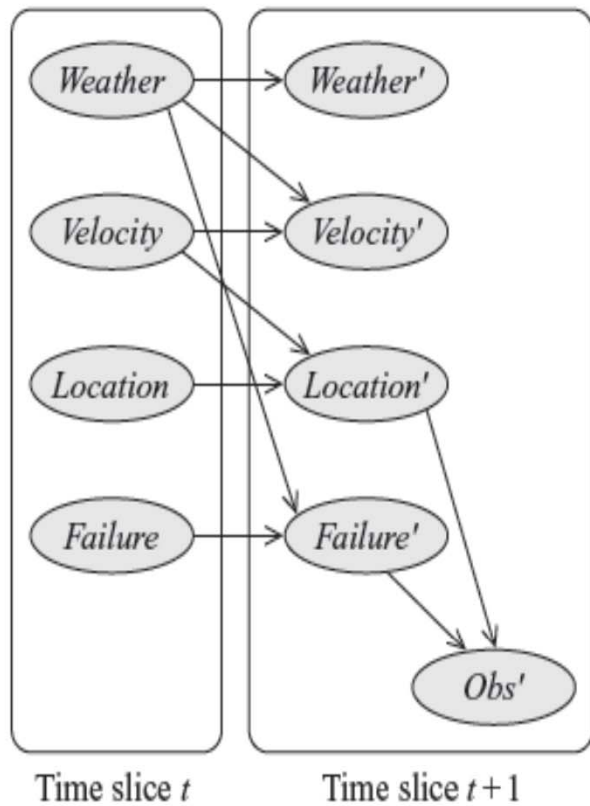 Weather Weather'
Velocity Velocity'
Location Location'
Failure Failure'
Obs'
Time slice t Time slice t+1